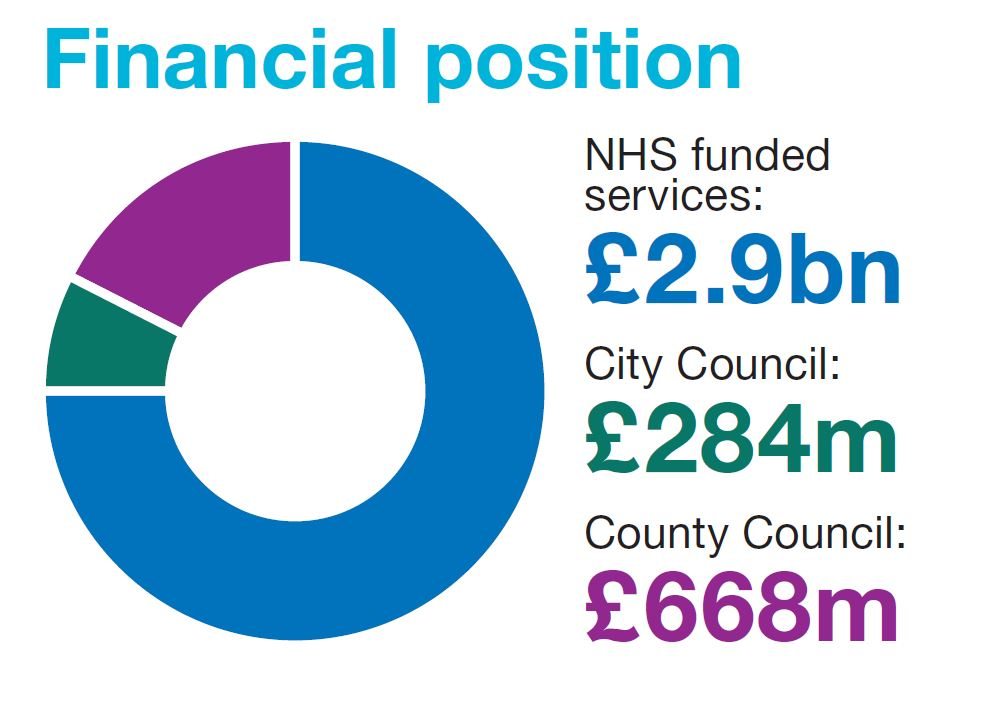 Financial position
NHS funded
services:
£2.9bn
City Council:
£284m
County Council:
£668m